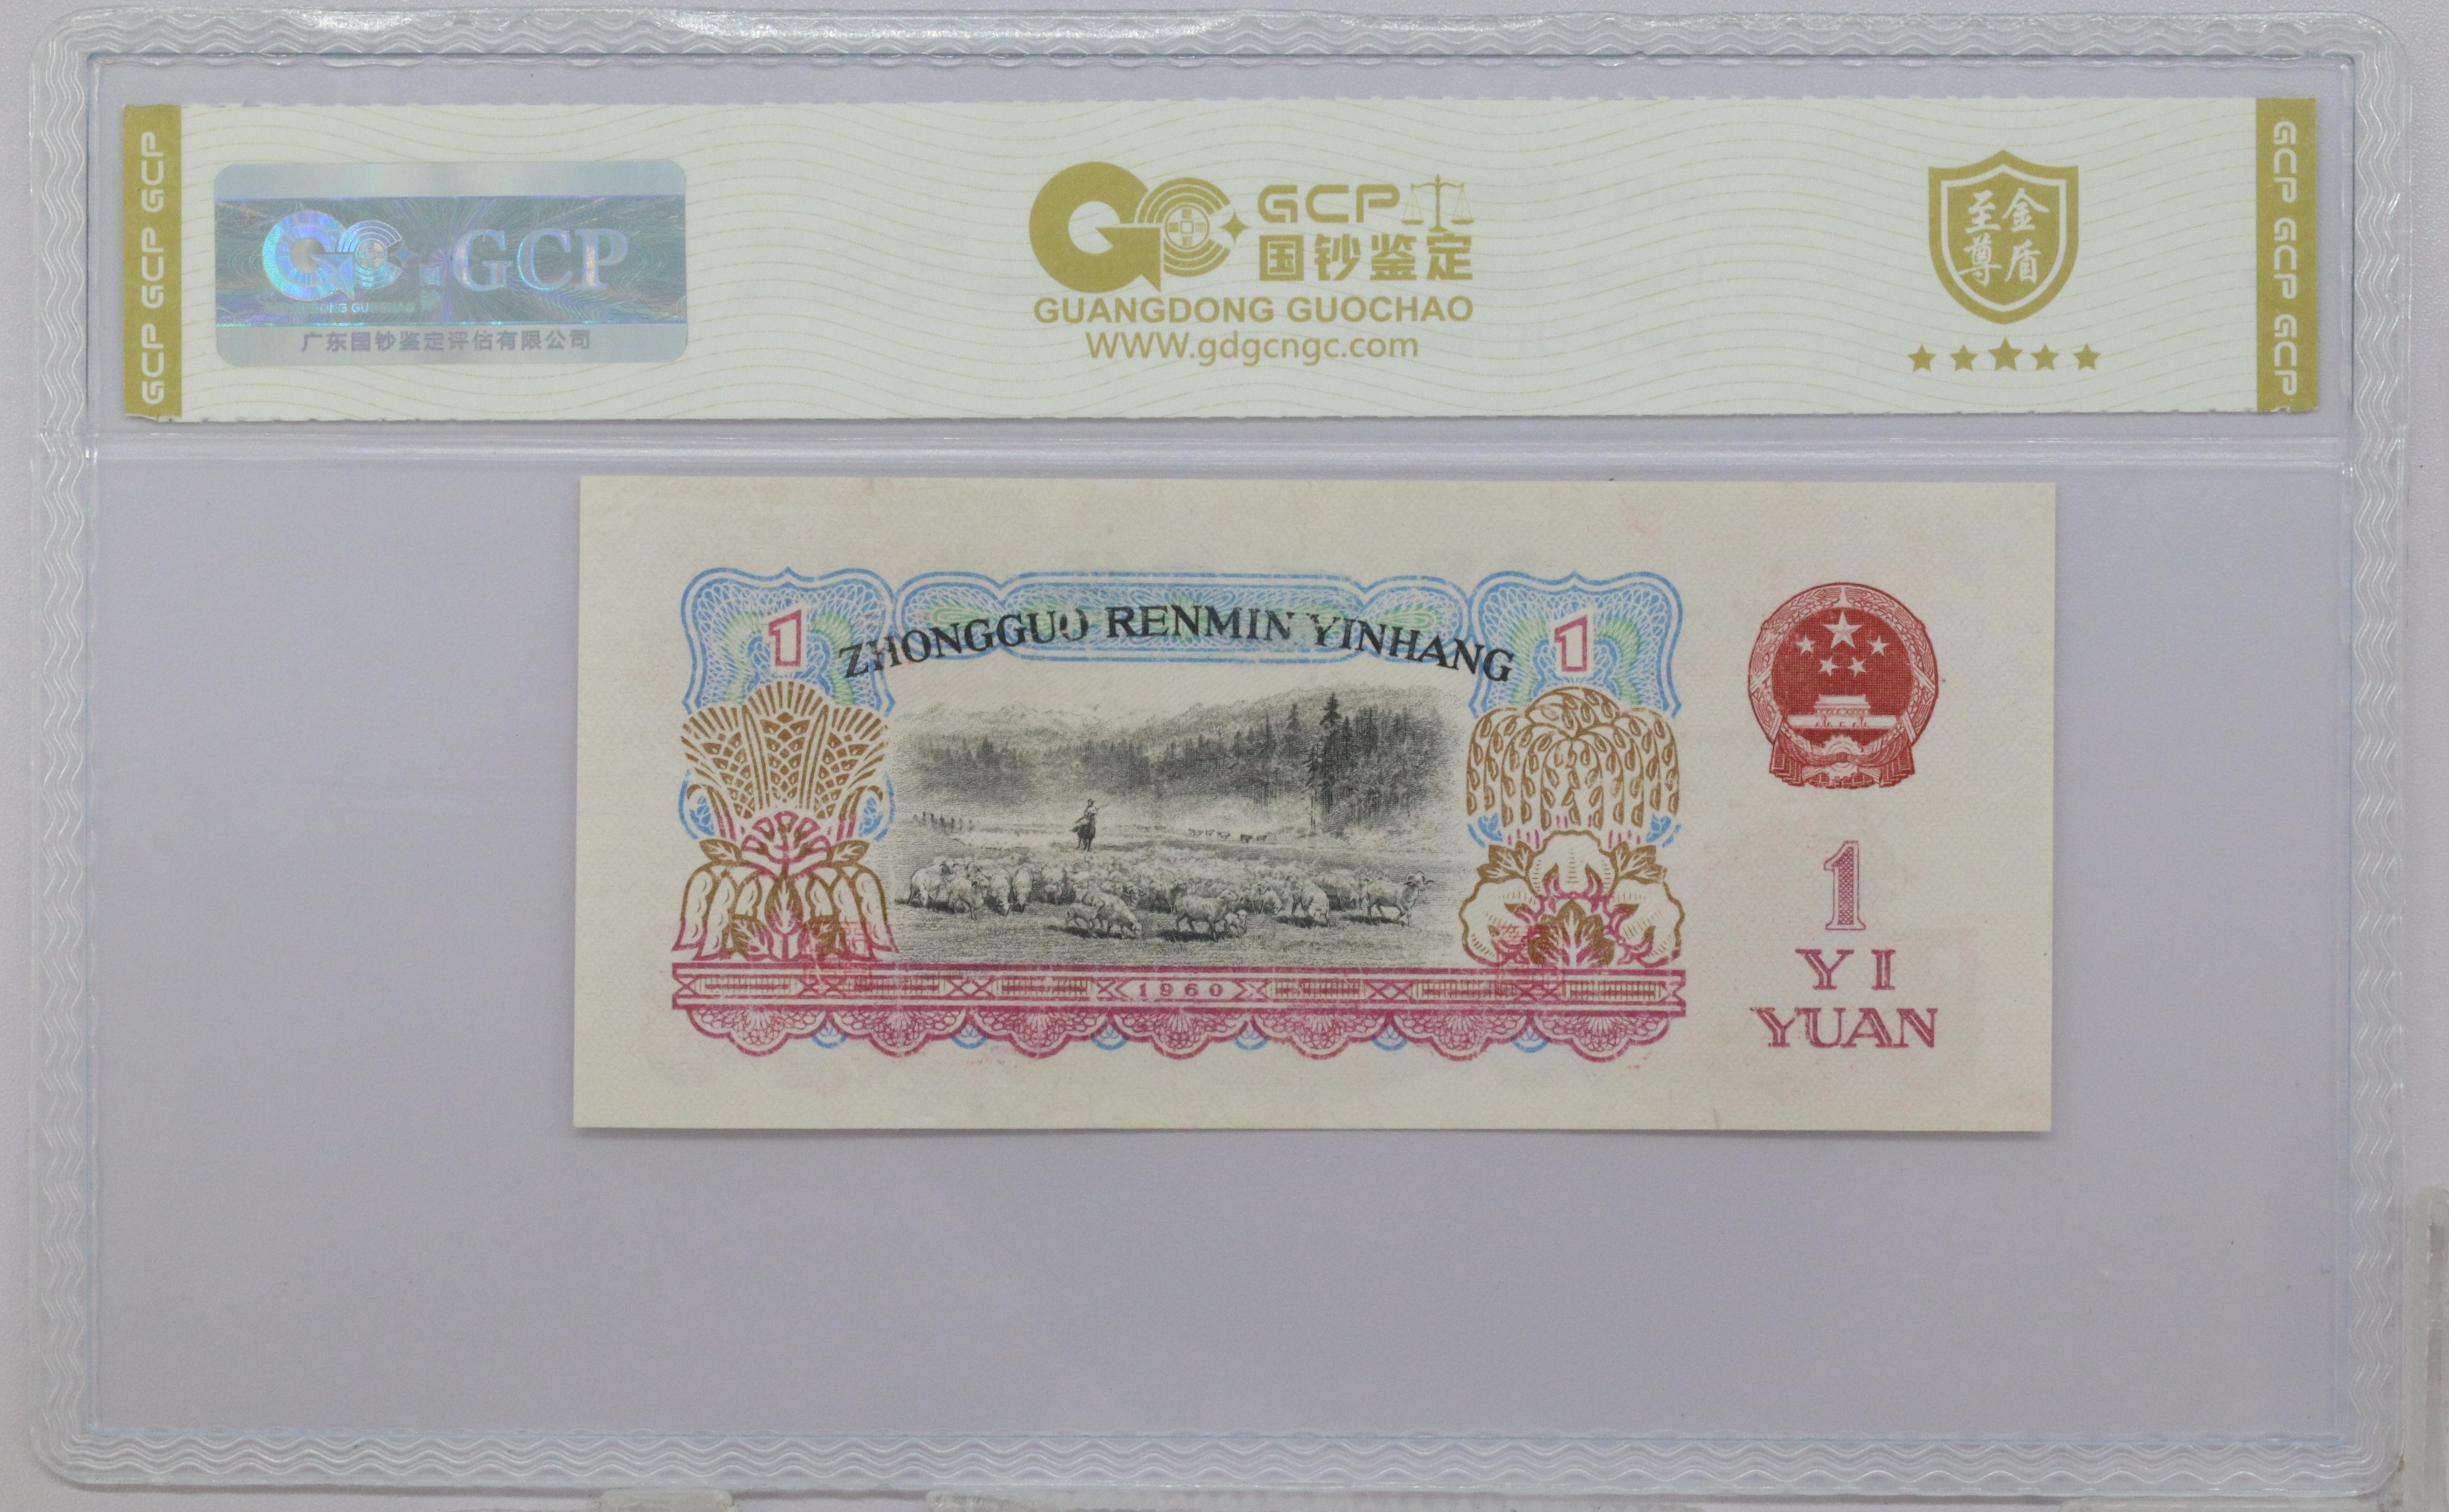 GCP GCP GCP
GCP
GUANGDONG GUOCHAO
广东国钞鉴定评估有限公司
GCP
国钞鉴定
GUANGDONG GUOCHAO
WWW.gdgcngc.com
至金
尊盾
GCP GCP GCP
1
ZHONGGUO RENMIN YINHANG
1
1960
1
YI
YUAN